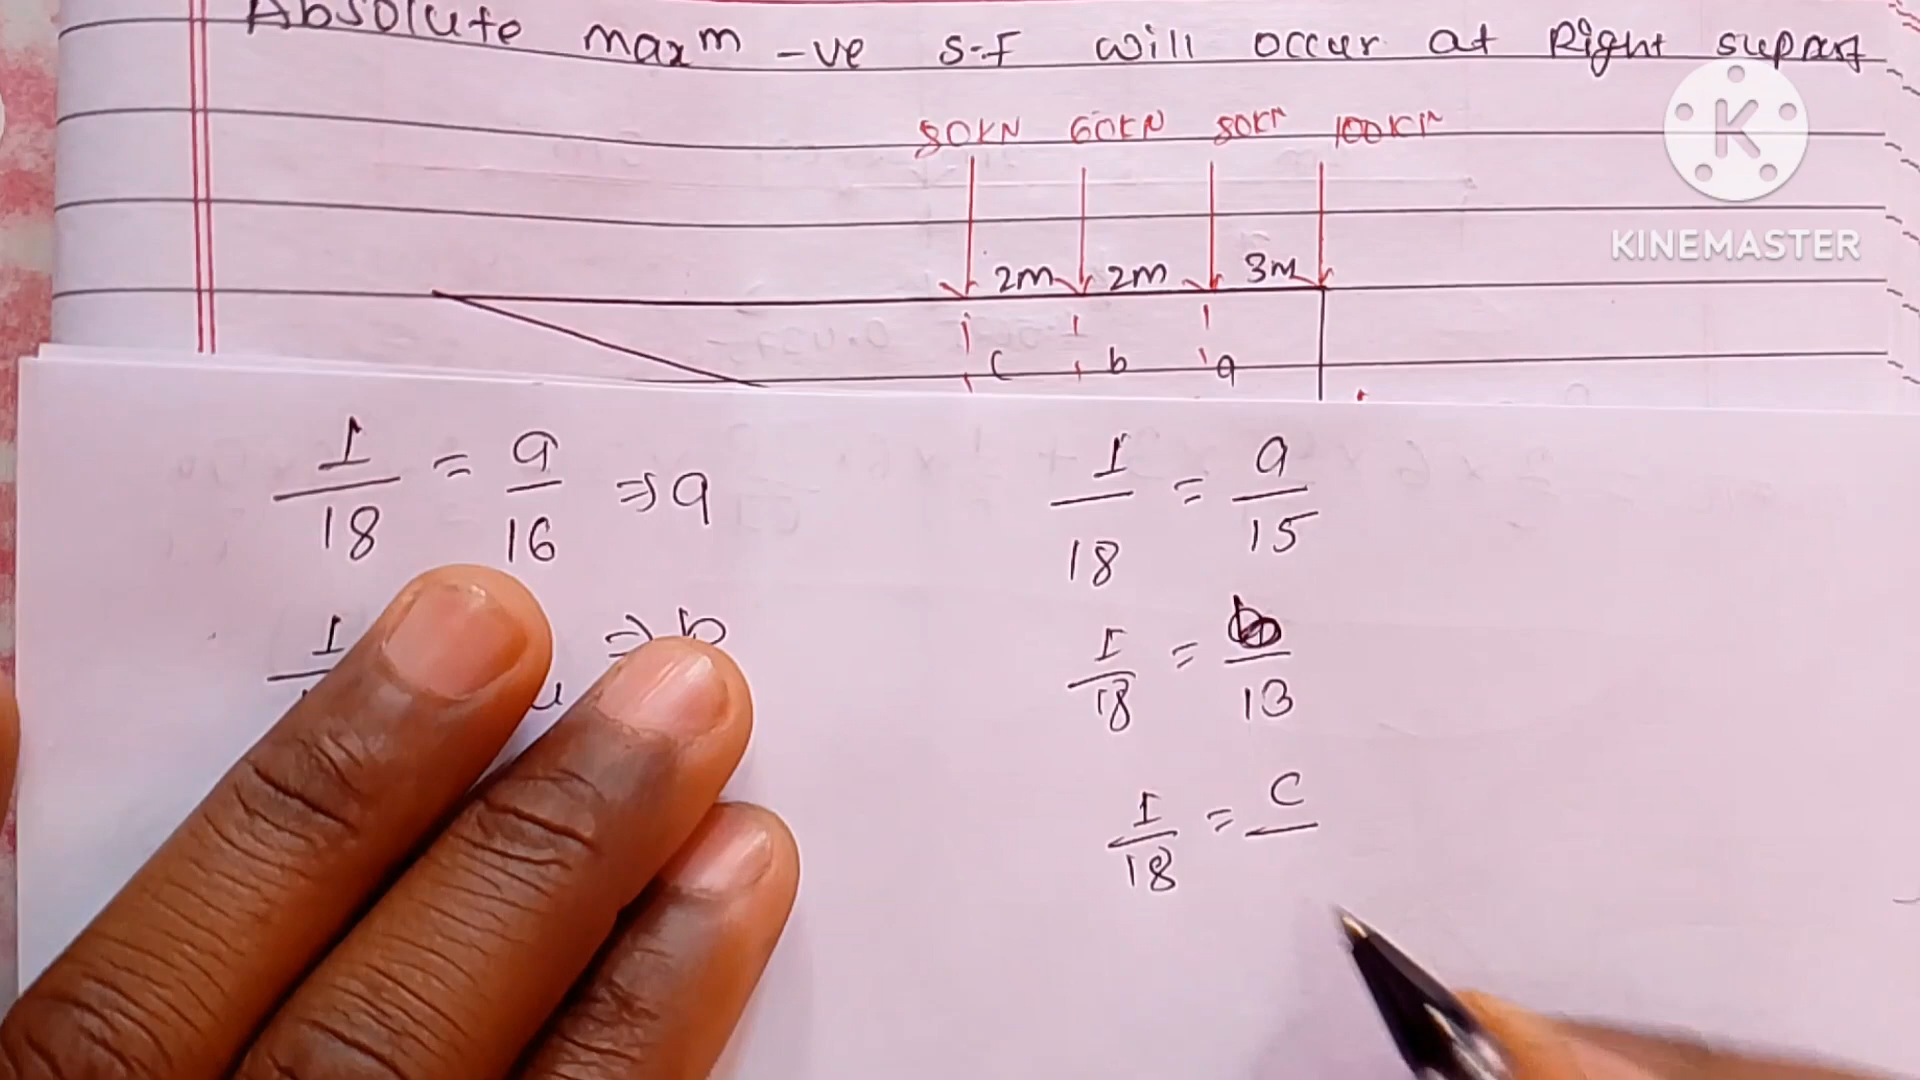 Absolute maxm -ve S.F will occur at Right support
80KN 60KN 80KN 100KN
K
KINEMASTER
2m 2m 3m
c b a
1/18 = a/16 ⇒ a
1/18 = a/15
1 ⇒ b
1/18 = b/13
1/18 = c/